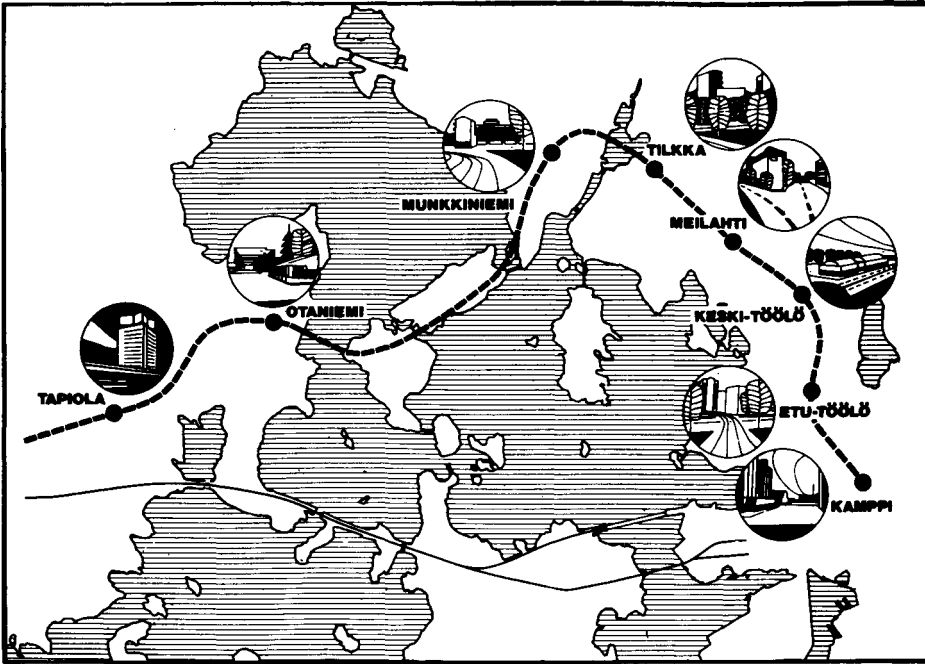 TILKKA
MUNKKINIEMI
MEILAHTI
OTANIEMI
KESKI-TÖÖLÖ
TAPIOLA
ETU-TÖÖLÖ
KAMPPI